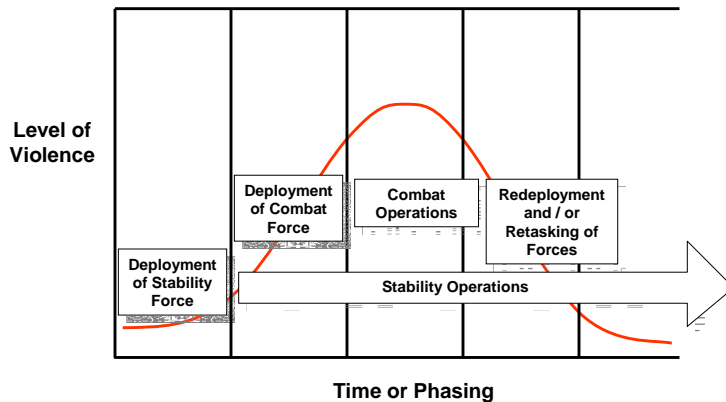 Level of
Violence
Deployment
of Stability
Force
Deployment
of Combat
Force
Combat
Operations
Redeployment
and / or
Retasking of
Forces
Stability Operations
Time or Phasing